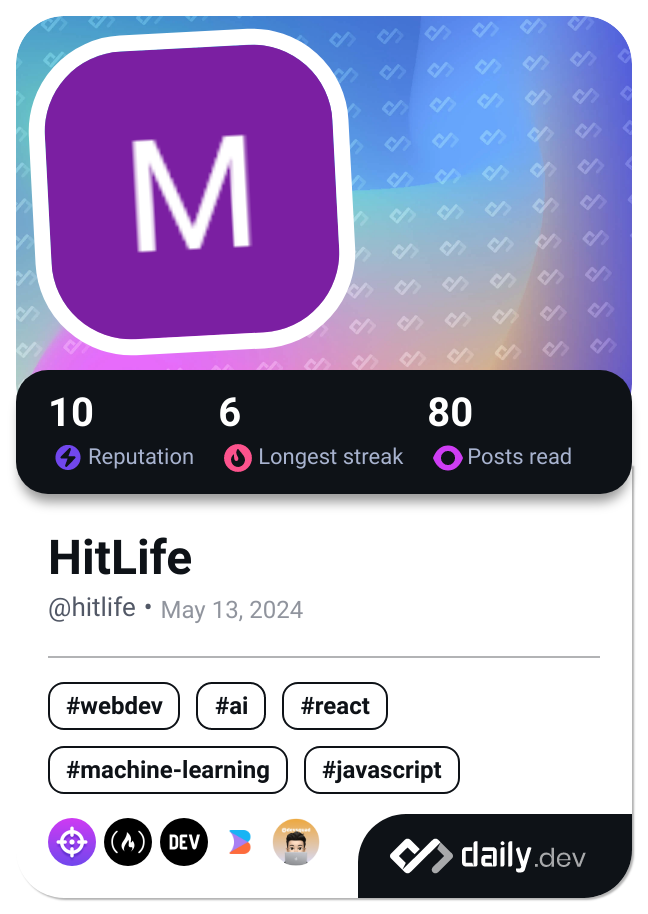 M
10 6 80
Reputation Longest streak Posts read
HitLife
@hitlife • May 13, 2024
#webdev #ai #react
#machine-learning #javascript
DEV
daily.dev